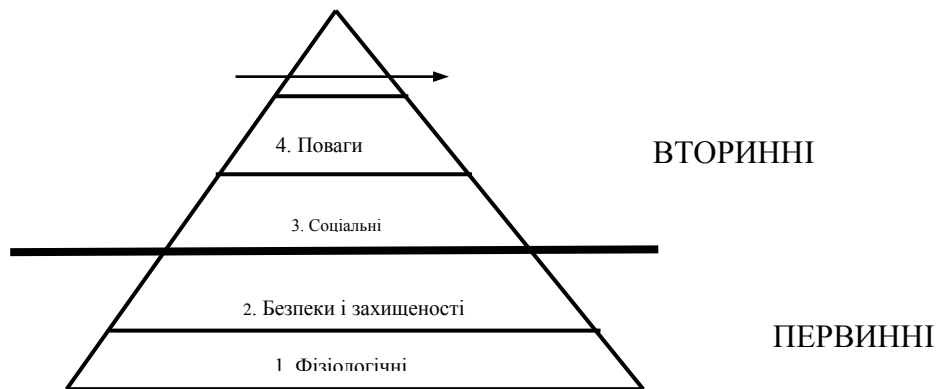 4. Поваги
ВТОРИННІ
3. Соціальні
2. Безпеки і захищеності
ПЕРВИННІ
1 Фізіологічні